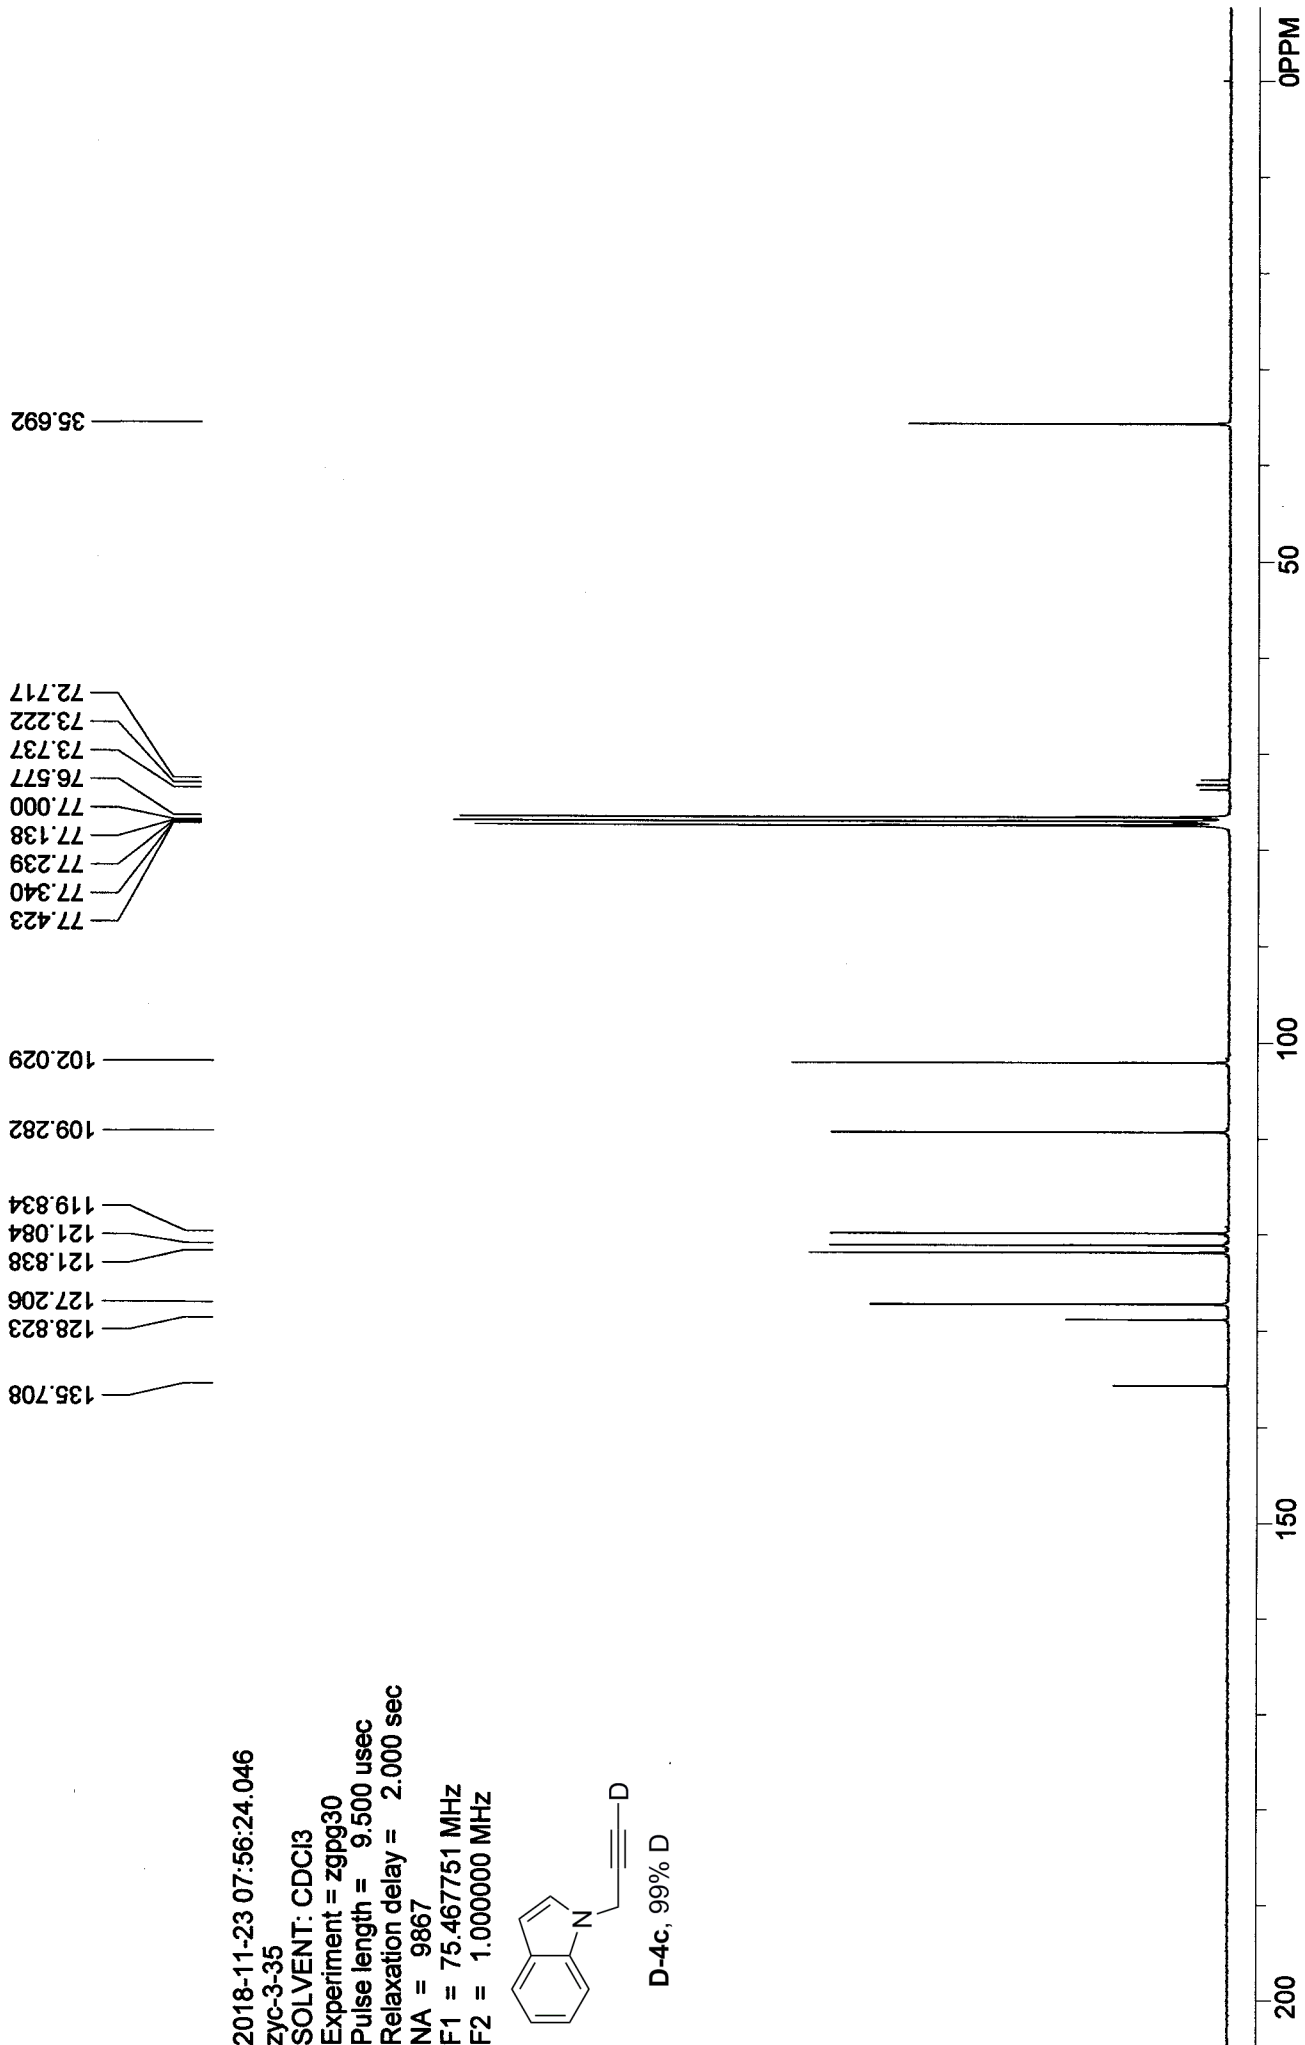 2018-11-23 07:56:24.046
zyc-3-35
SOLVENT: CDCl3
Experiment = zgpg30
Pulse length = 9.500 usec
Relaxation delay = 2.000 sec
NA = 9867
F1 = 75.467751 MHz
F2 = 1.000000 MHz
N
D
D-4c, 99% D
135.708
128.823
127.206
121.838
121.084
119.834
109.282
102.029
77.423
77.340
77.239
77.138
77.000
76.577
73.737
73.222
72.717
35.692
200
150
100
50
0PPM